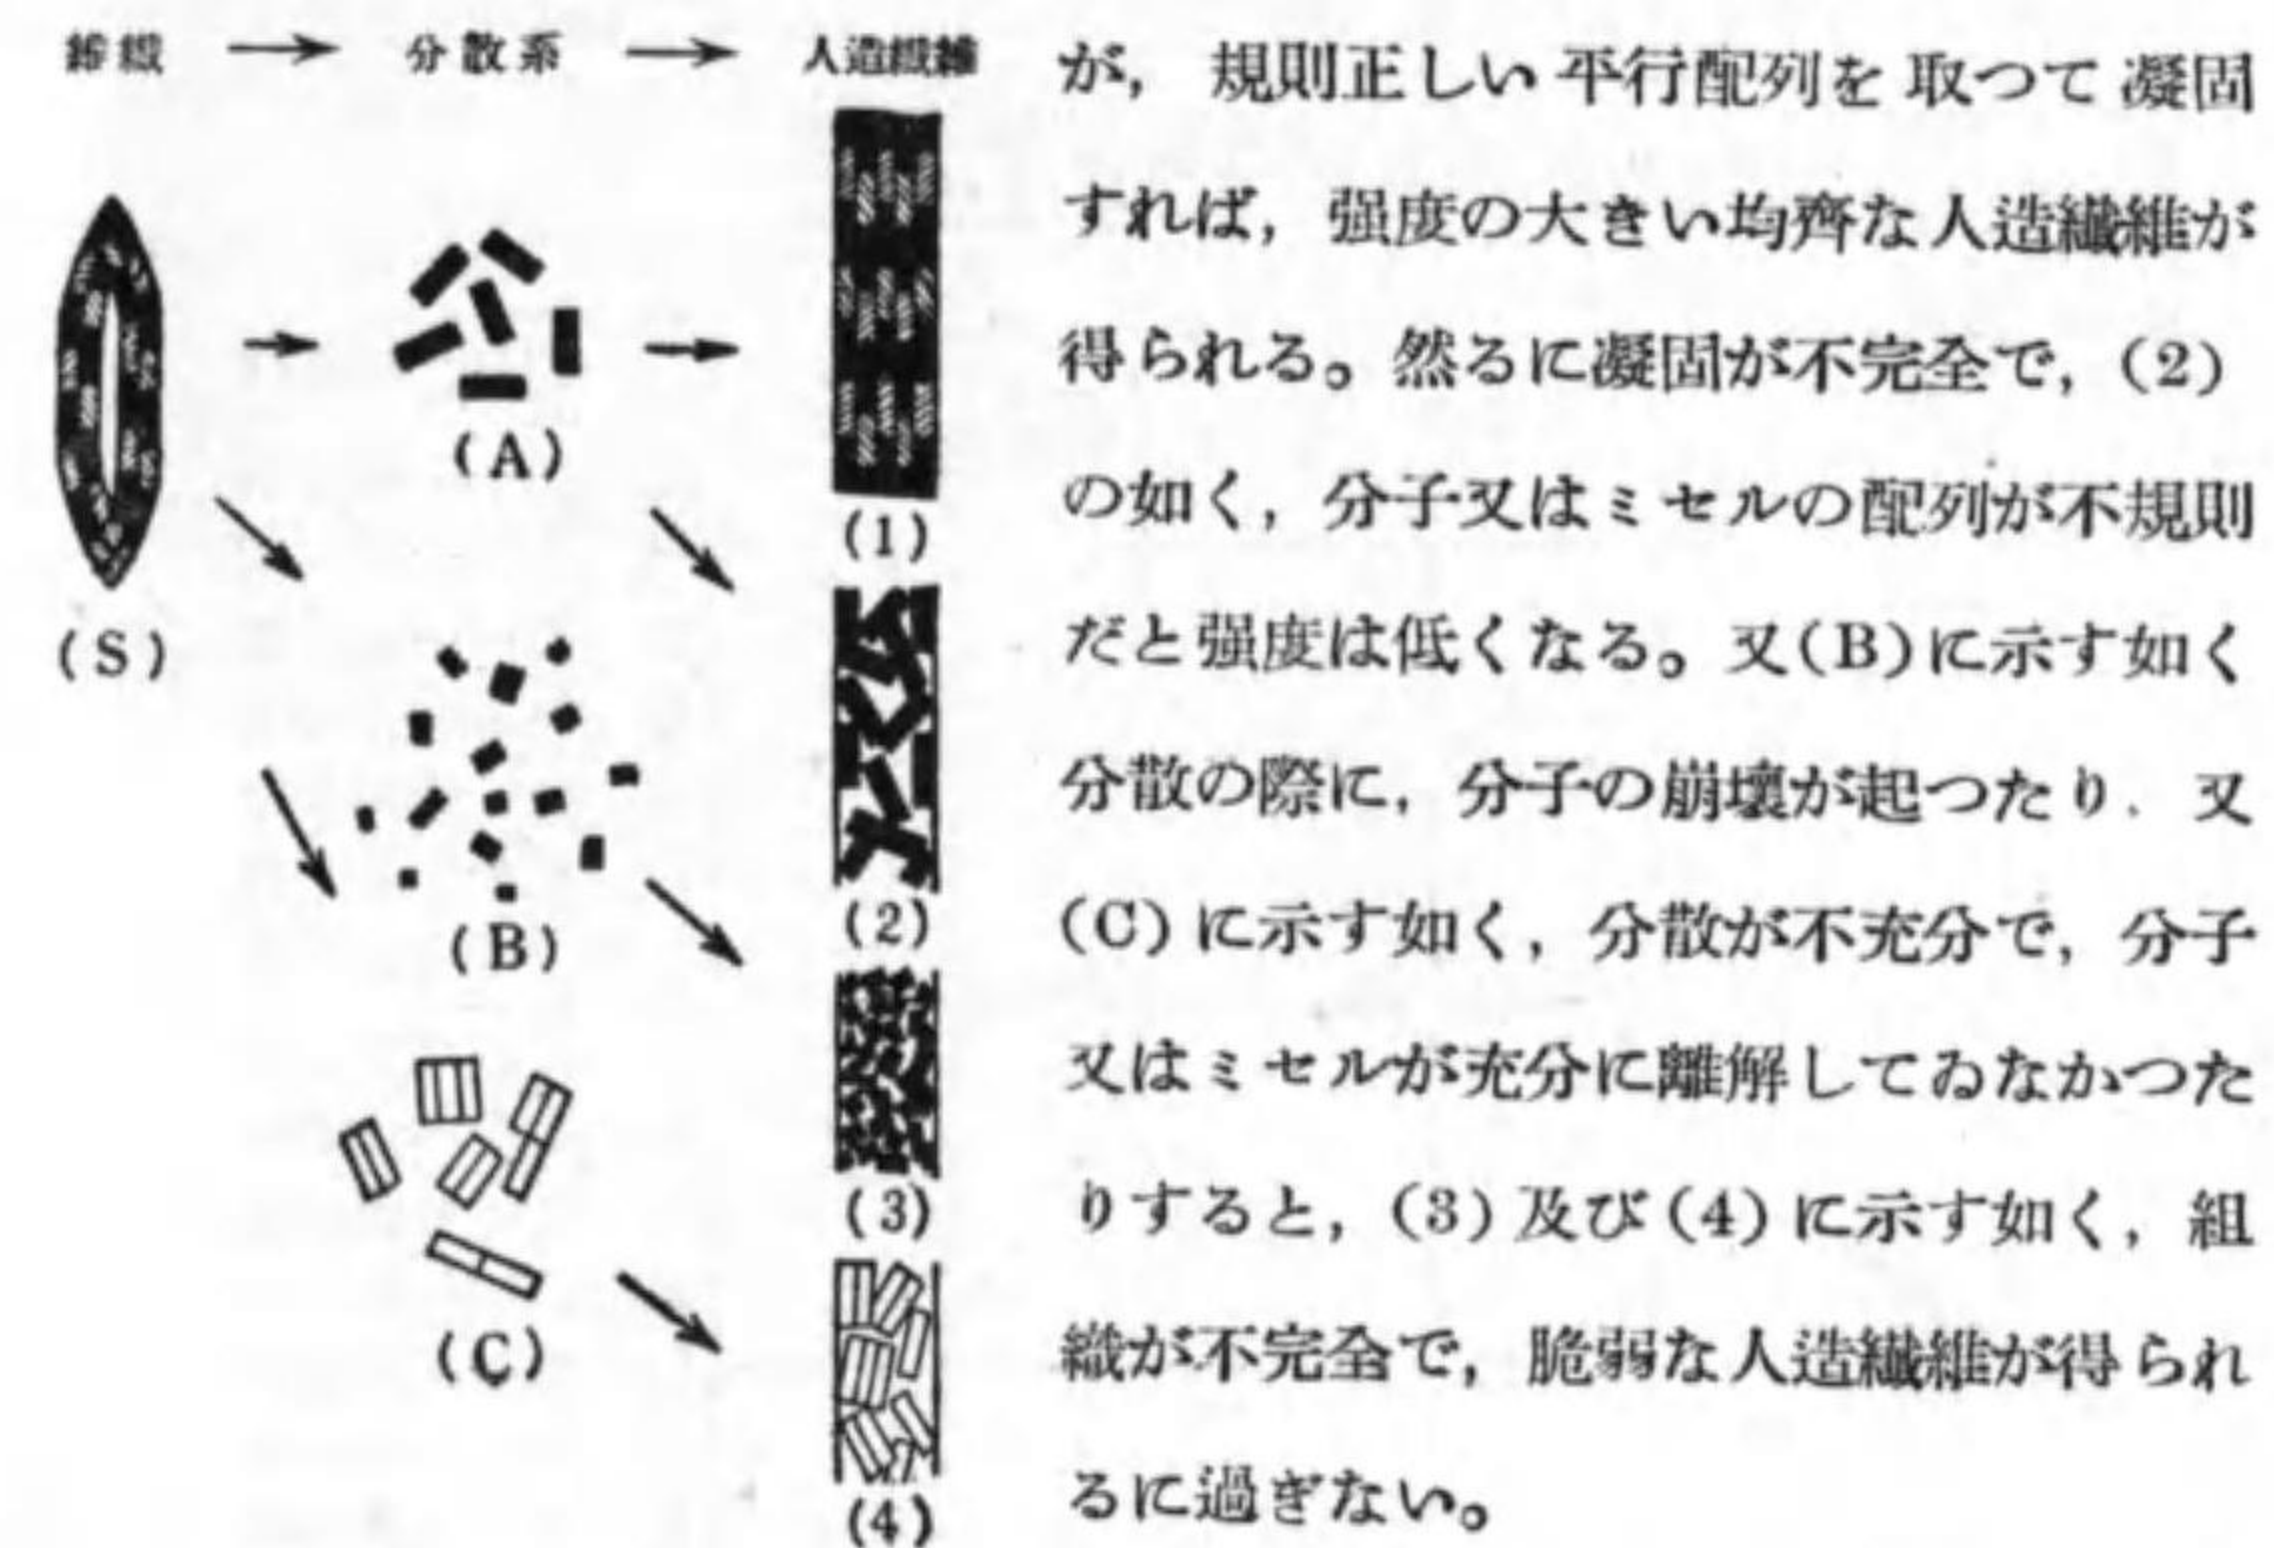 纎維 → 分散系 → 人造纎維
(S)
(A)
(B)
(C)
(1)
(2)
(3)
(4)
が，規則正しい平行配列を取つて凝固
すれば，强度の大きい均齊な人造纎維が
得られる。然るに凝固が不完全で，(2)
の如く，分子又はミセルの配列が不規則
だと强度は低くなる。又(B)に示す如く
分散の際に，分子の崩壞が起つたり，又
(C)に示す如く，分散が不充分で，分子
又はミセルが充分に離解してゐなかつた
りすると，(3)及び(4)に示す如く，組
織が不完全で，脆弱な人造纎維が得られ
るに過ぎない。